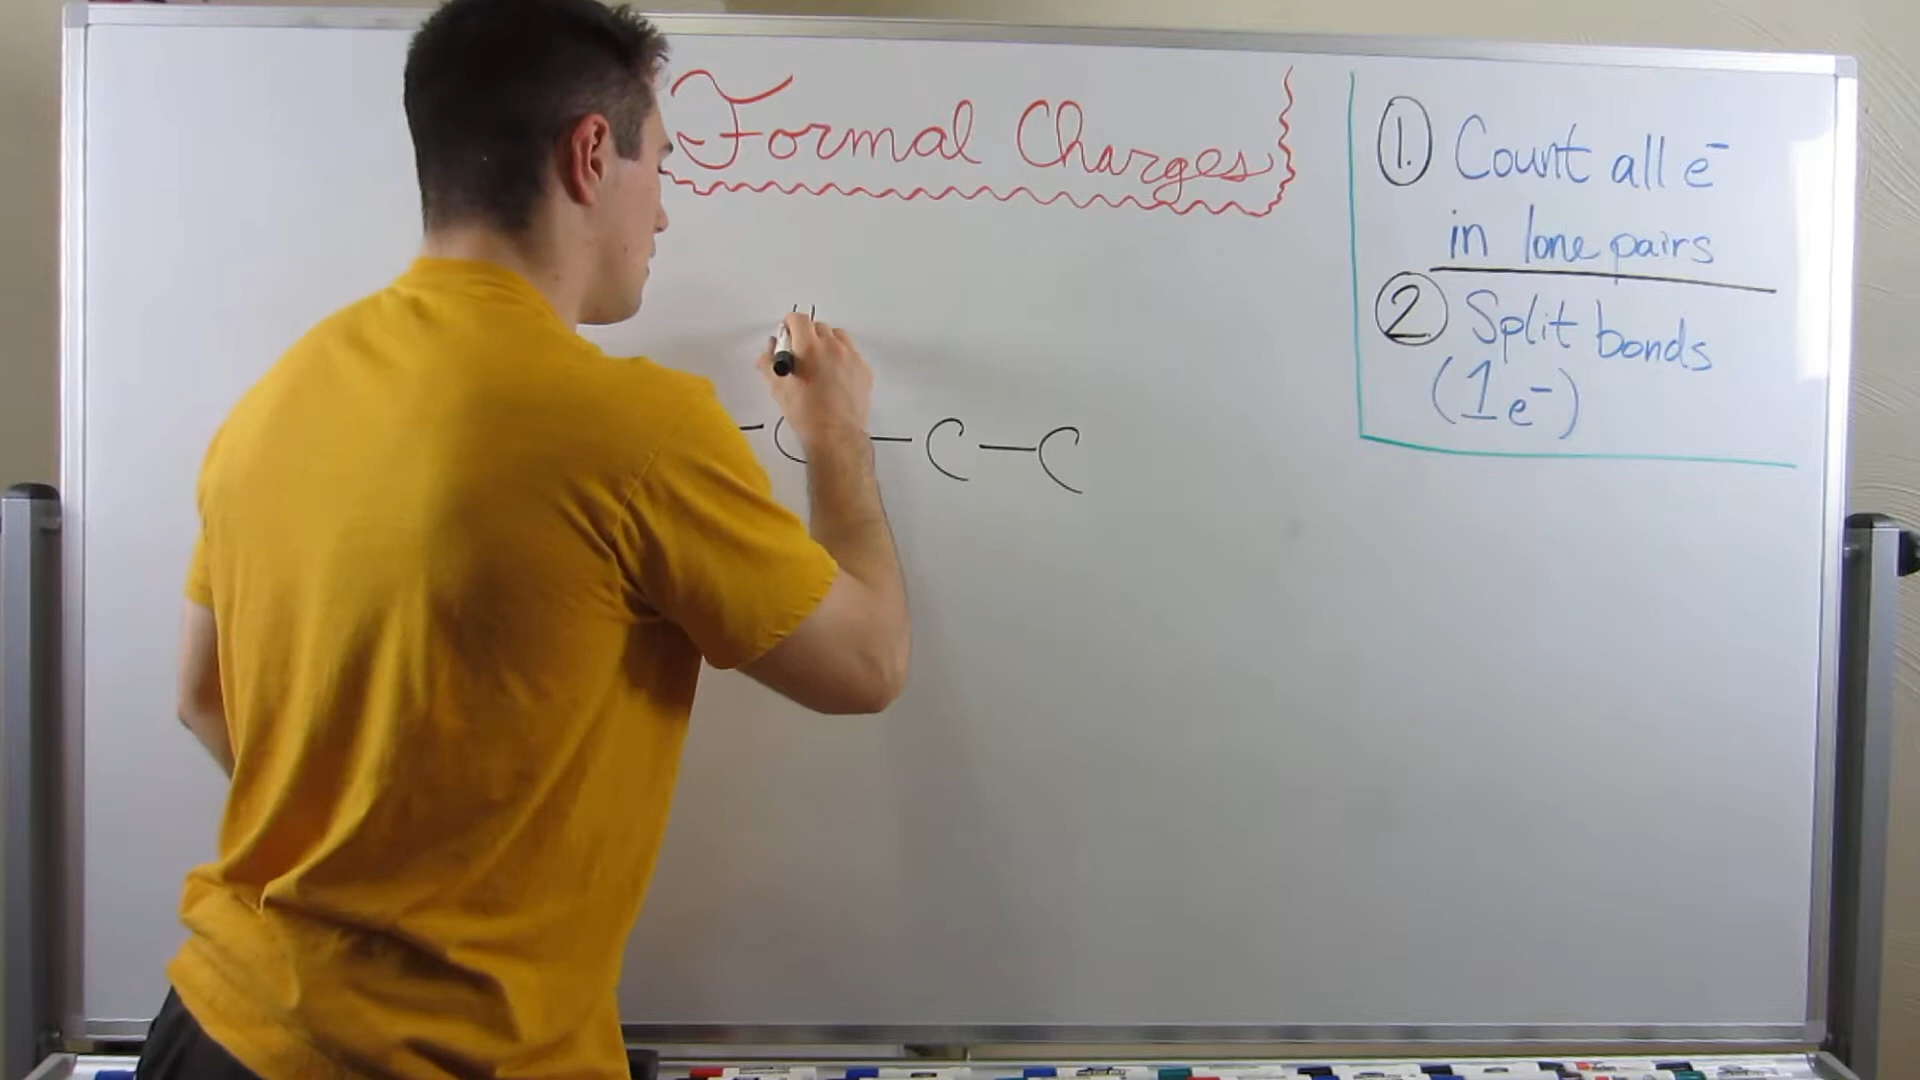 Formal Charges
1. Count all e⁻
in lone pairs
2 Split bonds
(1e⁻)
–C–C–C